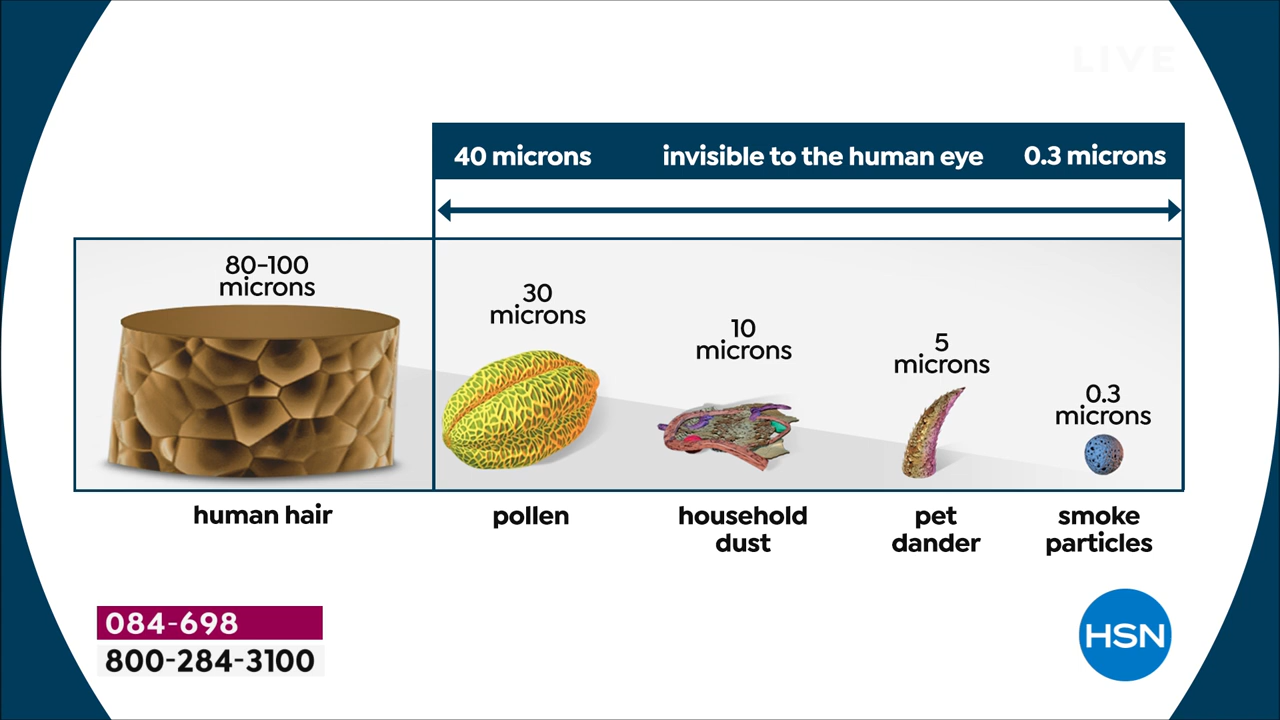 LIVE
40 microns invisible to the human eye 0.3 microns
80-100
microns
30
microns
10
microns
5
microns
0.3
microns
human hair
pollen
household
dust
pet
dander
smoke
particles
084-698
800-284-3100
HSN